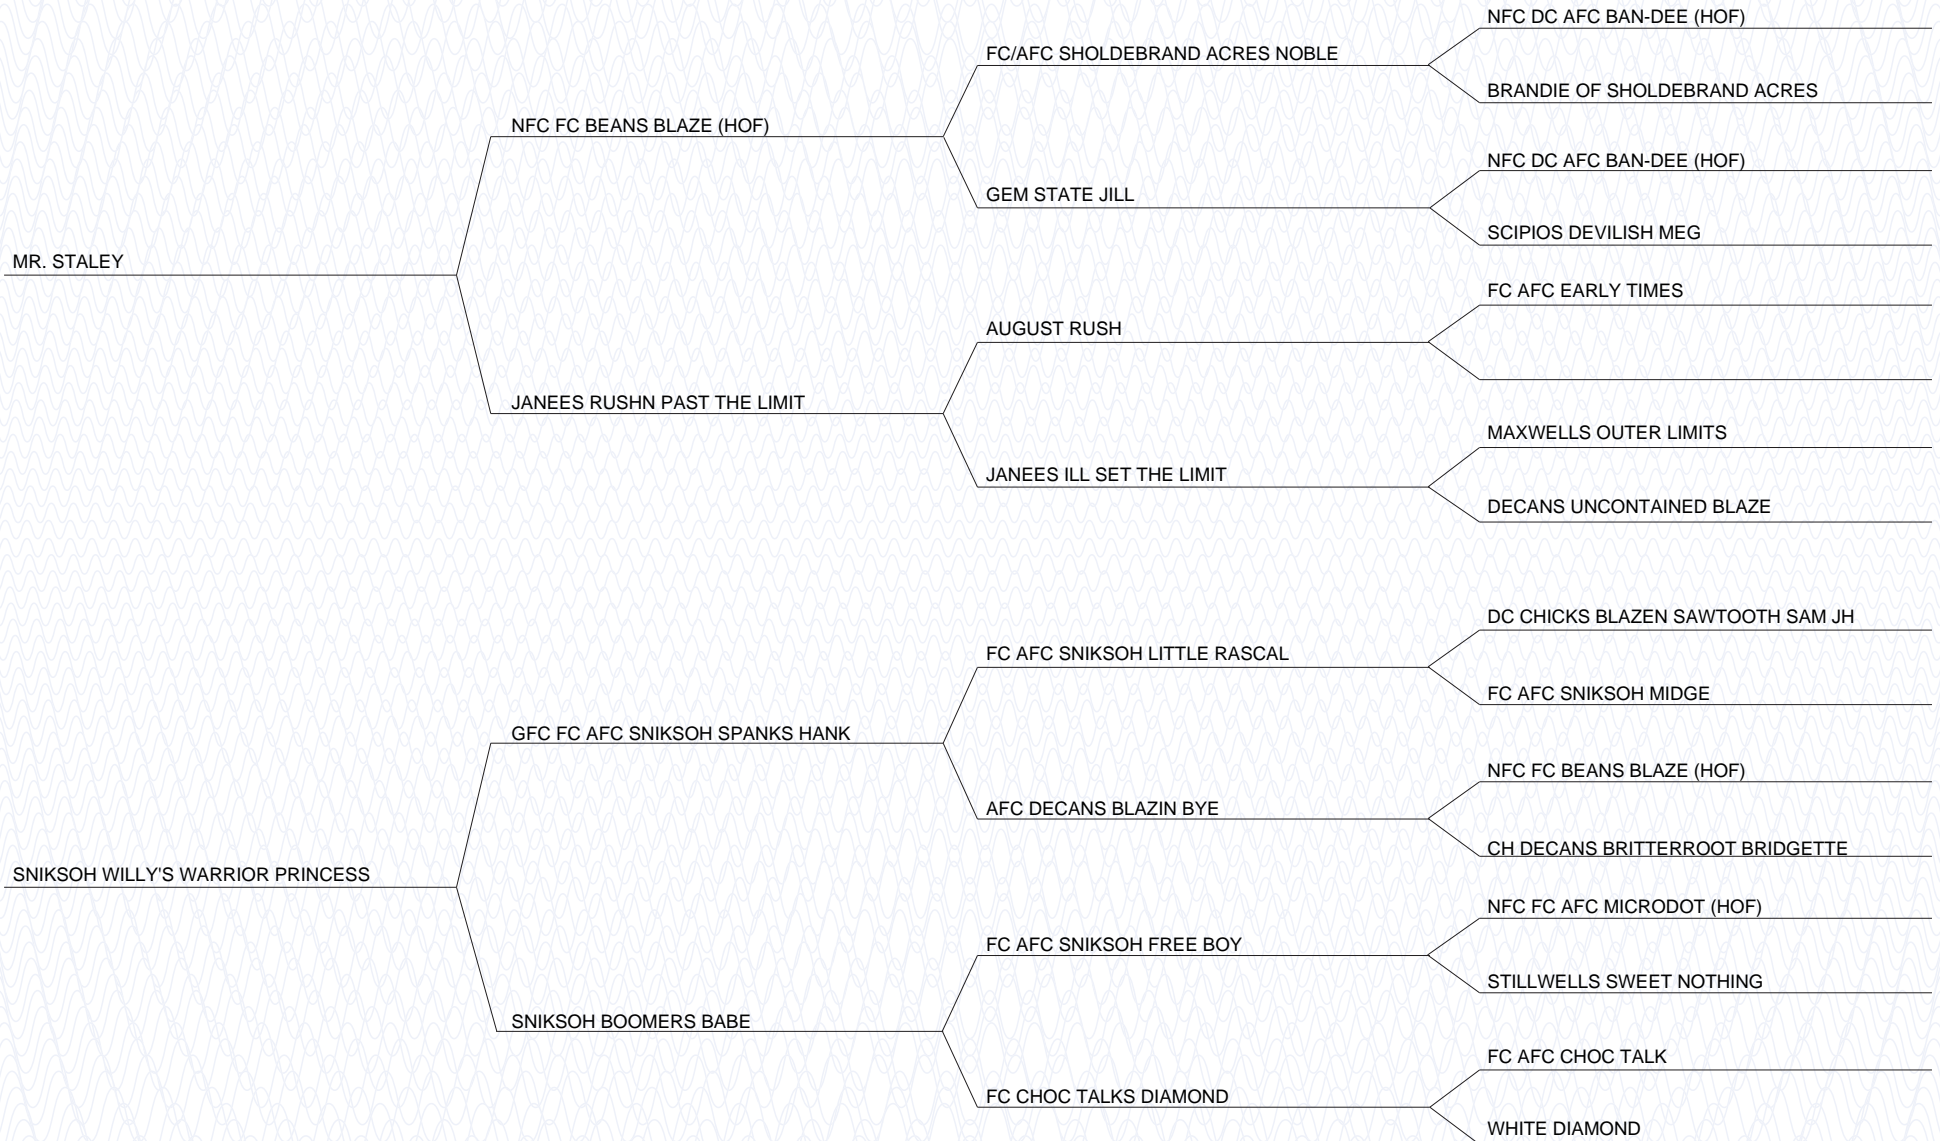 NFC DC AFC BAN-DEE (HOF)
FC/AFC SHOLDEBRAND ACRES NOBLE
BRANDIE OF SHOLDEBRAND ACRES
NFC FC BEANS BLAZE (HOF)
NFC DC AFC BAN-DEE (HOF)
GEM STATE JILL
SCIPIOS DEVILISH MEG
MR. STALEY
FC AFC EARLY TIMES
AUGUST RUSH
JANEES RUSHN PAST THE LIMIT
MAXWELLS OUTER LIMITS
JANEES ILL SET THE LIMIT
DECANS UNCONTAINED BLAZE
DC CHICKS BLAZEN SAWTOOTH SAM JH
FC AFC SNIKSOH LITTLE RASCAL
FC AFC SNIKSOH MIDGE
GFC FC AFC SNIKSOH SPANKS HANK
NFC FC BEANS BLAZE (HOF)
AFC DECANS BLAZIN BYE
CH DECANS BRITTERROOT BRIDGETTE
SNIKSOH WILLY'S WARRIOR PRINCESS
NFC FC AFC MICRODOT (HOF)
FC AFC SNIKSOH FREE BOY
STILLWELLS SWEET NOTHING
SNIKSOH BOOMERS BABE
FC AFC CHOC TALK
FC CHOC TALKS DIAMOND
WHITE DIAMOND